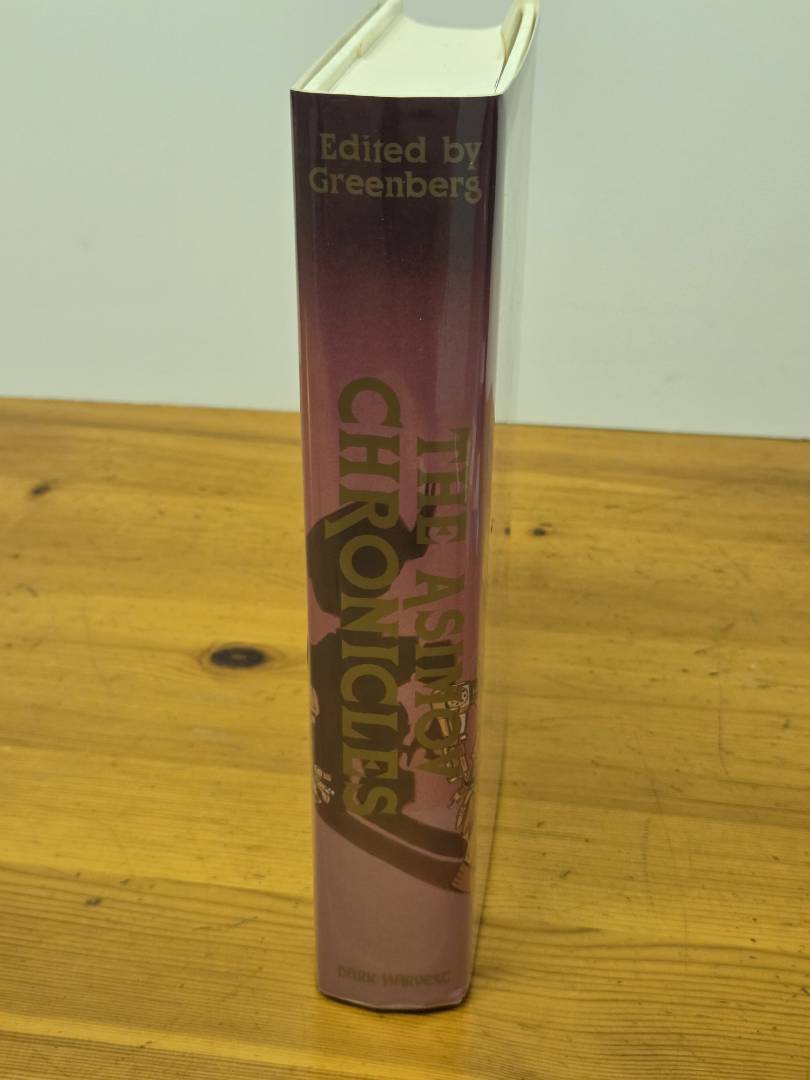 Edited by
Greenberg
THE ASIMOV
CHRONICLES
DARK HARVEST